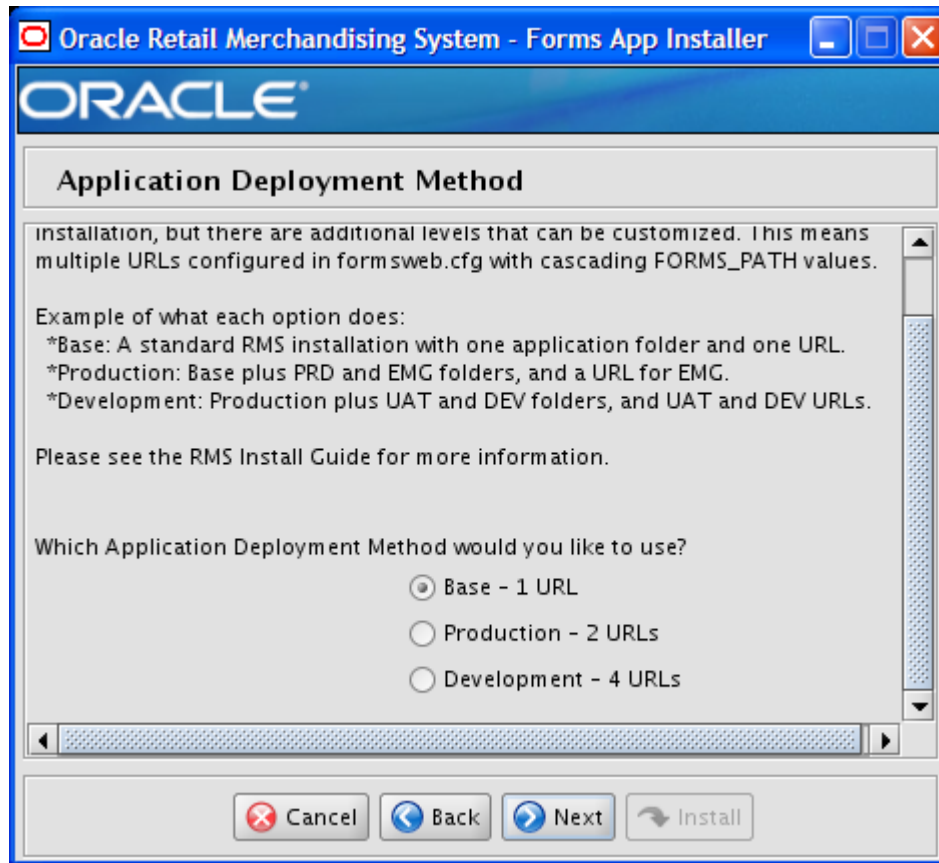 Oracle Retail Merchandising System - Forms App Installer
ORACLE
Application Deployment Method
installation, but there are additional levels that can be customized. This means
multiple URLs configured in formsweb.cfg with cascading FORMS_PATH values.
Example of what each option does:
*Base: A standard RMS installation with one application folder and one URL.
*Production: Base plus PRD and EMG folders, and a URL for EMG.
*Development: Production plus UAT and DEV folders, and UAT and DEV URLs.
Please see the RMS Install Guide for more information.
Which Application Deployment Method would you like to use?
Base - 1 URL
Production - 2 URLs
Development - 4 URLs
Cancel Back Next Install